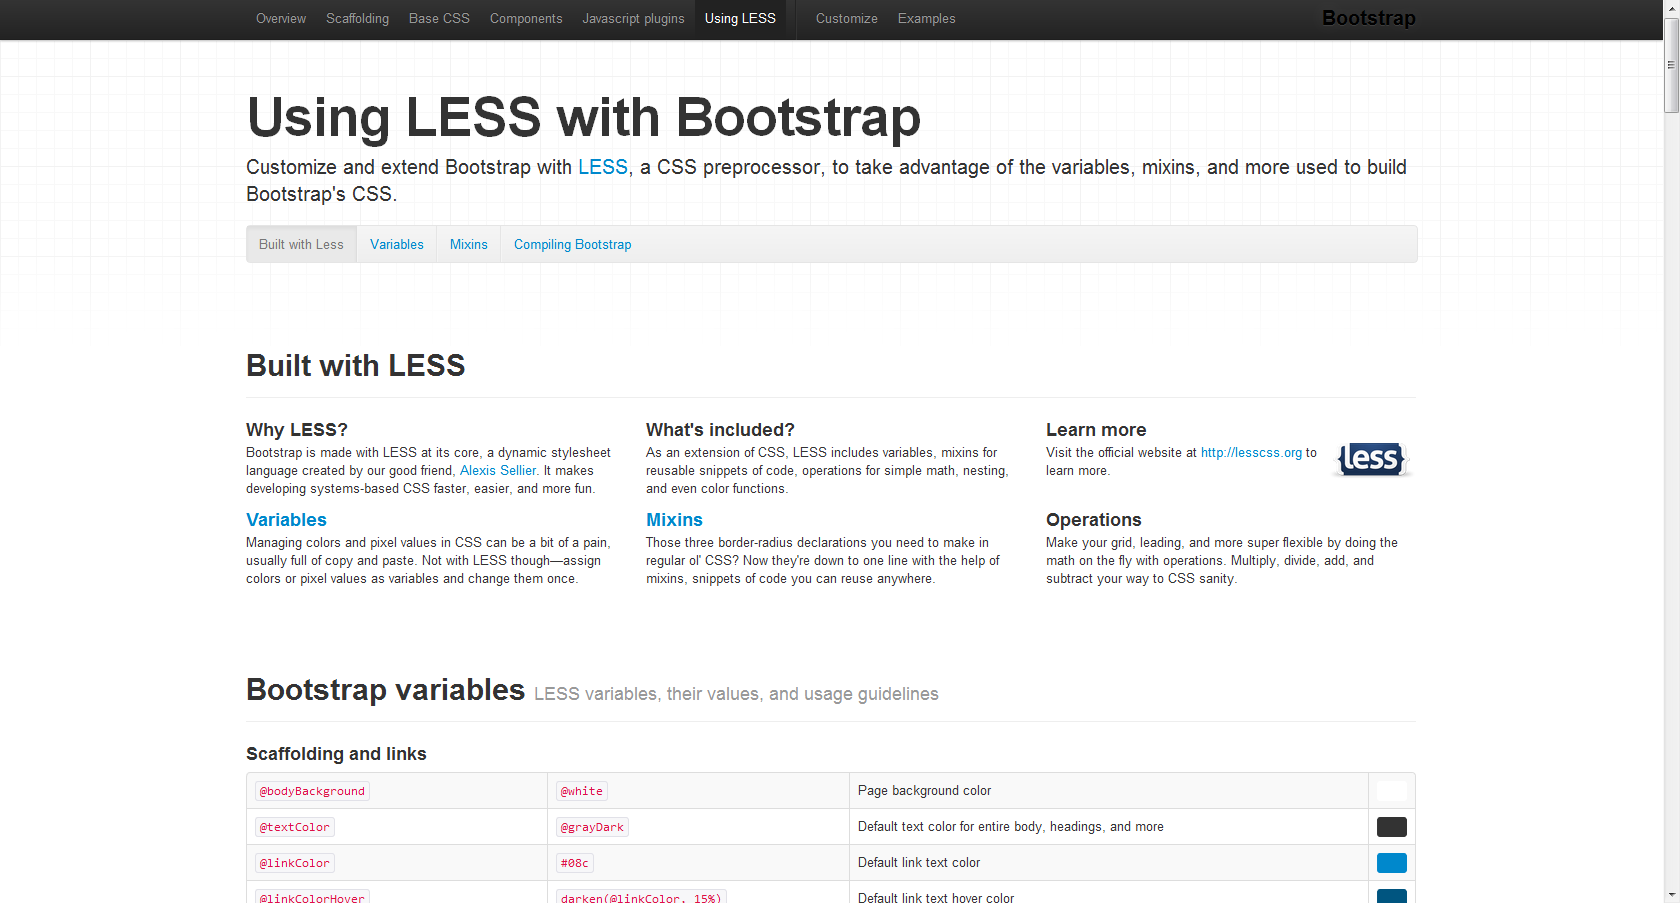 Overview Scaffolding Base CSS Components Javascript plugins Using LESS Customize Examples Bootstrap
Using LESS with Bootstrap
Customize and extend Bootstrap with LESS, a CSS preprocessor, to take advantage of the variables, mixins, and more used to build
Bootstrap's CSS.
Built with Less Variables Mixins Compiling Bootstrap
Built with LESS
Why LESS?
Bootstrap is made with LESS at its core, a dynamic stylesheet
language created by our good friend, Alexis Sellier. It makes
developing systems-based CSS faster, easier, and more fun.
What's included?
As an extension of CSS, LESS includes variables, mixins for
reusable snippets of code, operations for simple math, nesting,
and even color functions.
Learn more
Visit the official website at http://lesscss.org to
learn more.
{less}
Variables
Managing colors and pixel values in CSS can be a bit of a pain,
usually full of copy and paste. Not with LESS though—assign
colors or pixel values as variables and change them once.
Mixins
Those three border-radius declarations you need to make in
regular ol' CSS? Now they're down to one line with the help of
mixins, snippets of code you can reuse anywhere.
Operations
Make your grid, leading, and more super flexible by doing the
math on the fly with operations. Multiply, divide, add, and
subtract your way to CSS sanity.
Bootstrap variables LESS variables, their values, and usage guidelines
Scaffolding and links
@bodyBackground @white Page background color
@textColor @grayDark Default text color for entire body, headings, and more
@linkColor #08c Default link text color
@linkColorHover darken(@linkColor, 15%) Default link text hover color